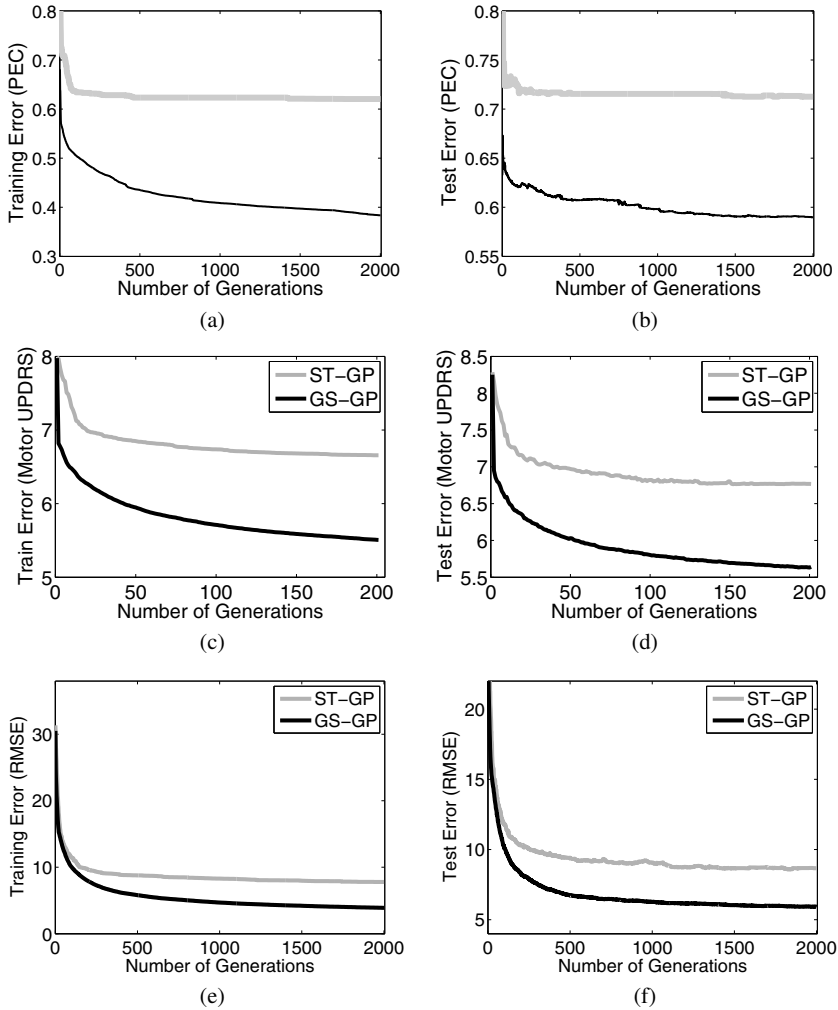 0.8
0.7
0.6
0.5
0.4
0.3
0
500
1000
1500
2000
Training Error (PEC)
Number of Generations
(a)
0.8
0.75
0.7
0.65
0.6
0.55
0
500
1000
1500
2000
Test Error (PEC)
Number of Generations
(b)
8
7
6
5
0
50
100
150
200
Train Error (Motor UPDRS)
Number of Generations
ST-GP
GS-GP
(c)
8.5
8
7.5
7
6.5
6
5.5
0
50
100
150
200
Test Error (Motor UPDRS)
Number of Generations
ST-GP
GS-GP
(d)
30
20
10
0
0
500
1000
1500
2000
Training Error (RMSE)
Number of Generations
ST-GP
GS-GP
(e)
20
15
10
5
0
500
1000
1500
2000
Test Error (RMSE)
Number of Generations
ST-GP
GS-GP
(f)